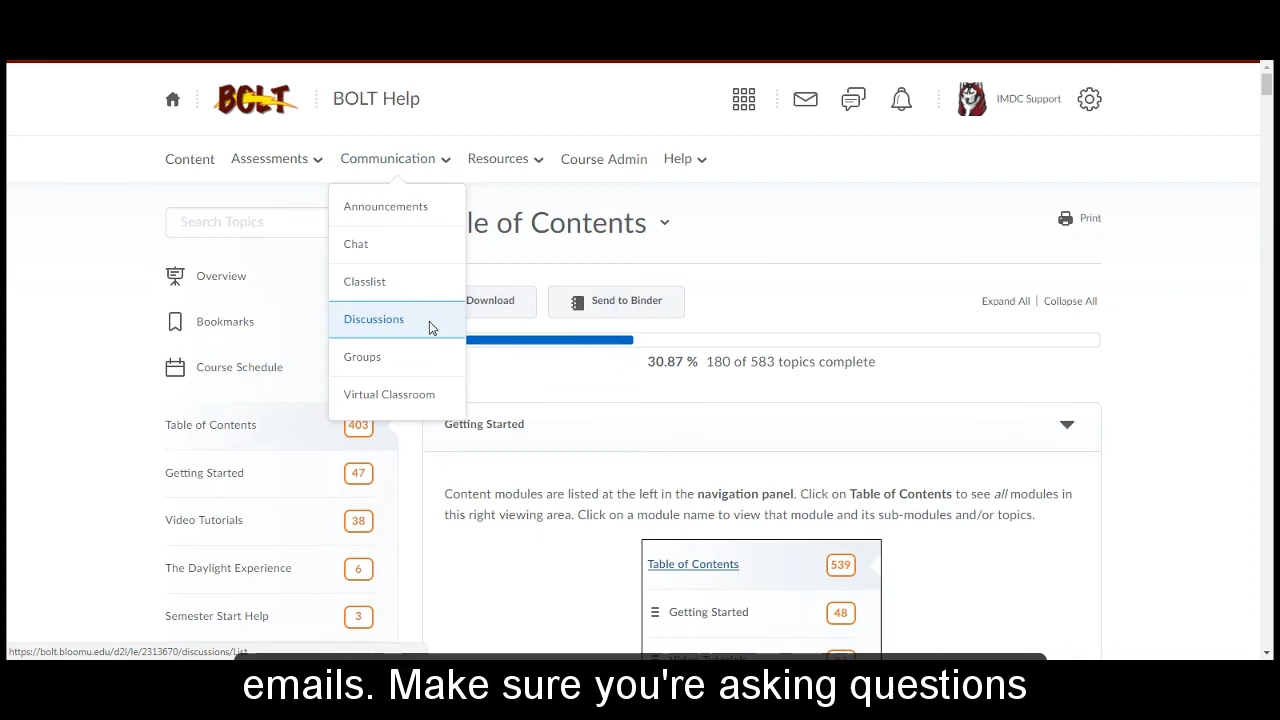 BOLT
BOLT Help
IMDC Support
Content
Assessments
Communication
Resources
Course Admin
Help
Announcements
Chat
Classlist
Discussions
Groups
Virtual Classroom
Search Topics
le of Contents
Print
Overview
Bookmarks
Course Schedule
Download
Send to Binder
Expand All
Collapse All
30.87 % 180 of 583 topics complete
Table of Contents 403
Getting Started 47
Video Tutorials 38
The Daylight Experience 6
Semester Start Help 3
Getting Started
Content modules are listed at the left in the navigation panel. Click on Table of Contents to see all modules in
this right viewing area. Click on a module name to view that module and its sub-modules and/or topics.
Table of Contents 539
Getting Started 48
Video Tutorials
https://bolt.bloomu.edu/d2l/le/2313670/discussions/List
emails. Make sure you're asking questions